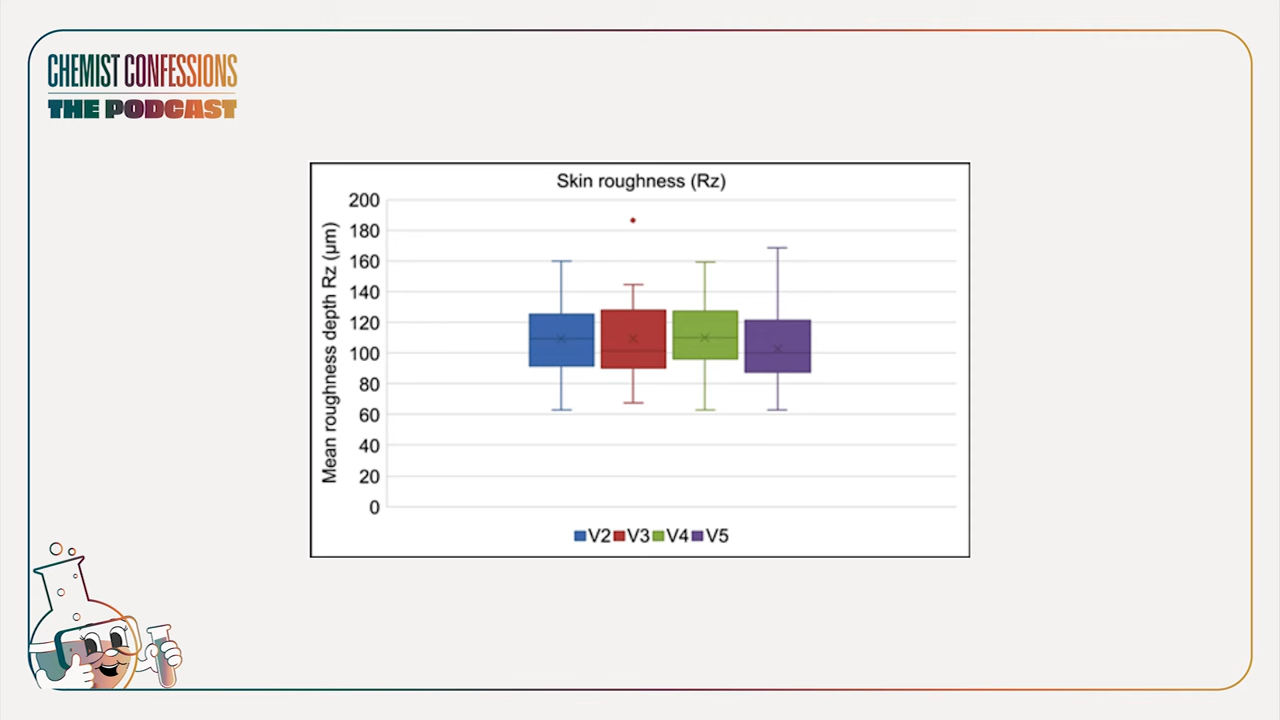 CHEMIST CONFESSIONS
THE PODCAST
Skin roughness (Rz)
Mean roughness depth Rz (μm)
200
180
160
140
120
100
80
60
40
20
0
V2 V3 V4 V5